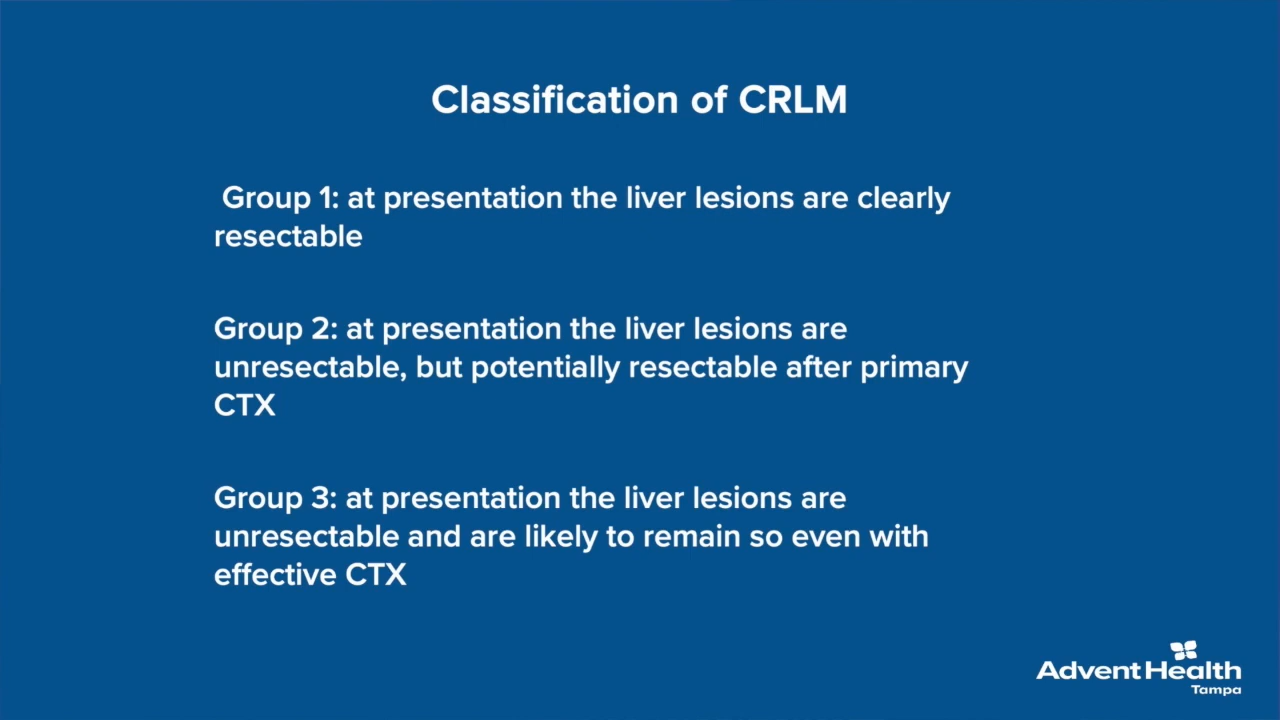 Classification of CRLM
Group 1: at presentation the liver lesions are clearly
resectable
Group 2: at presentation the liver lesions are
unresectable, but potentially resectable after primary
CTX
Group 3: at presentation the liver lesions are
unresectable and are likely to remain so even with
effective CTX
AdventHealth
Tampa